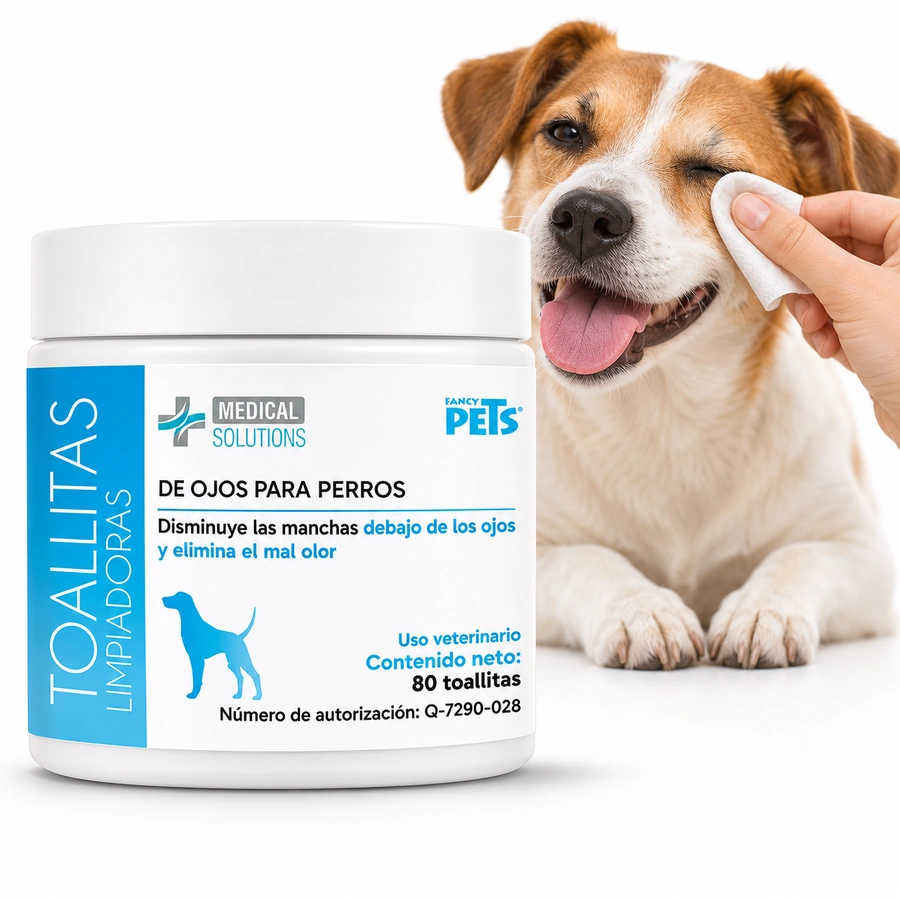 TOALLITAS
LIMPIADORAS
MEDICAL
SOLUTIONS
FANCY
PETS®
DE OJOS PARA PERROS
Disminuye las manchas debajo de los ojos
y elimina el mal olor
Uso veterinario
Contenido neto:
80 toallitas
Número de autorización: Q-7290-028